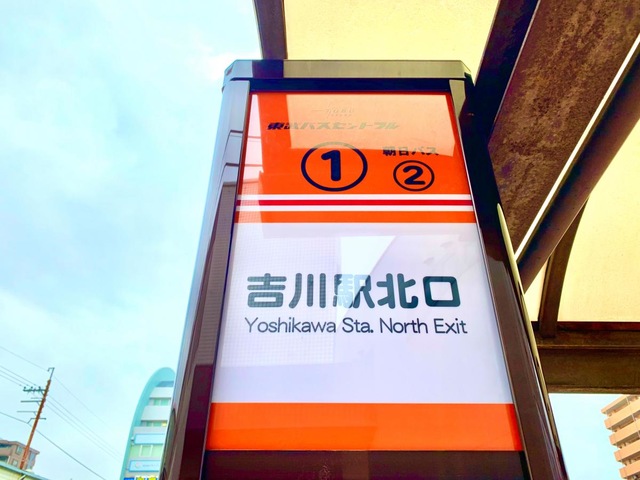 東武バスセントラル
① 朝日バス
②
吉川駅北口
Yoshikawa Sta. North Exit